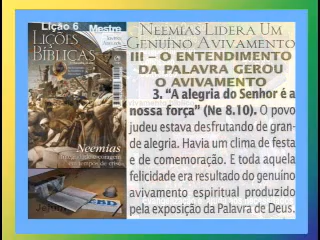 Lição 6
Mestre
LIÇÕES
BÍBLICAS
Neemias
EBD
NEEMIAS LIDERA UM
GENUÍNO AVIVAMENTO
III – O ENTENDIMENTO
DA PALAVRA GEROU
O AVIVAMENTO
3. “A alegria do Senhor é a
nossa força” (Ne 8.10). O povo
judeu estava desfrutando de gran-
de alegria. Havia um clima de festa
e de comemoração. E toda aquela
felicidade era resultado do genuíno
avivamento espiritual produzido
pela exposição da Palavra de Deus.